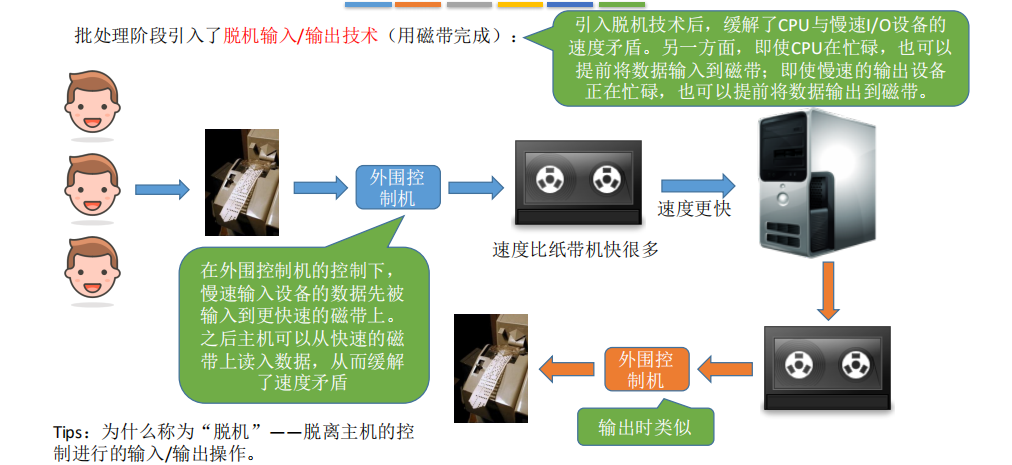 批处理阶段引入了脱机输入/输出技术（用磁带完成）：
引入脱机技术后，缓解了CPU与慢速I/O设备的
速度矛盾。另一方面，即使CPU在忙碌，也可以
提前将数据输入到磁带；即使慢速的输出设备
正在忙碌，也可以提前将数据输出到磁带。
外围控
制机
速度更快
速度比纸带机快很多
在外围控制机的控制下，
慢速输入设备的数据先被
输入到更快速的磁带上。
之后主机可以从快速的磁
带上读入数据，从而缓解
了速度矛盾
外围控
制机
输出时类似
Tips：为什么称为“脱机”——脱离主机的控
制进行的输入/输出操作。